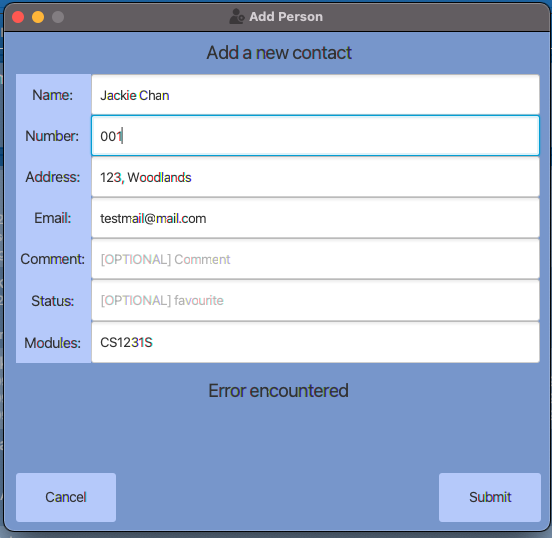 Add Person
Add a new contact
Name: Jackie Chan
Number: 001
Address: 123, Woodlands
Email: testmail@mail.com
Comment: [OPTIONAL] Comment
Status: [OPTIONAL] favourite
Modules: CS1231S
Error encountered
Cancel Submit